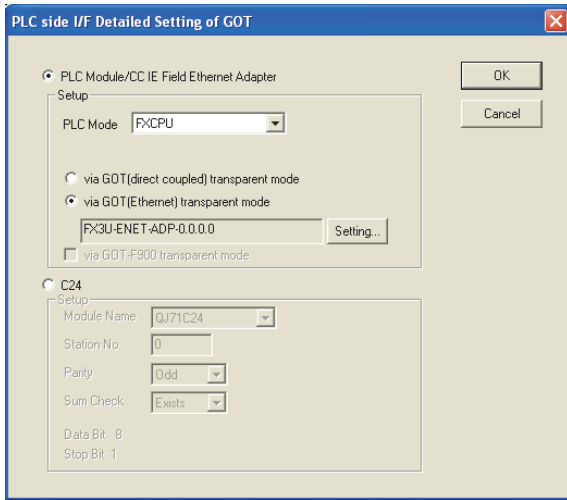 PLC side I/F Detailed Setting of GOT
PLC Module/CC IE Field Ethernet Adapter
OK
Setup
PLC Mode FXCPU
Cancel
via GOT(direct coupled) transparent mode
via GOT(Ethernet) transparent mode
FX3U-ENET-ADP-0.0.0.0 Setting...
via GOT-F900 transparent mode
C24
Setup
Module Name QJ71C24
Station No. 0
Parity Odd
Sum Check Exists
Data Bit 8
Stop Bit 1